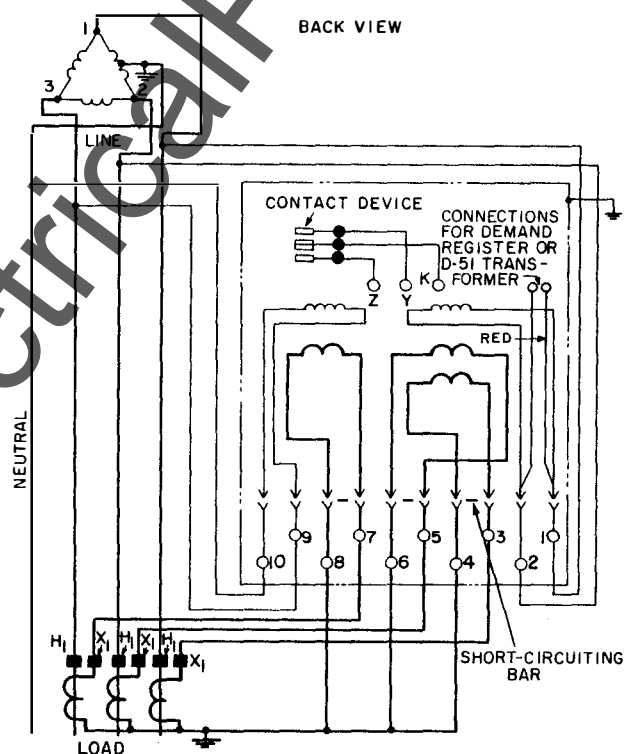 BACK VIEW
1
3
2
LINE
CONTACT DEVICE
CONNECTIONS
FOR DEMAND
REGISTER OR
D-51 TRANS-
FORMER
K
Z
Y
RED
NEUTRAL
9
7
5
3
1
10
8
6
4
2
H1
X1
H1
X1
H1
X1
SHORT-CIRCUITING
BAR
LOAD